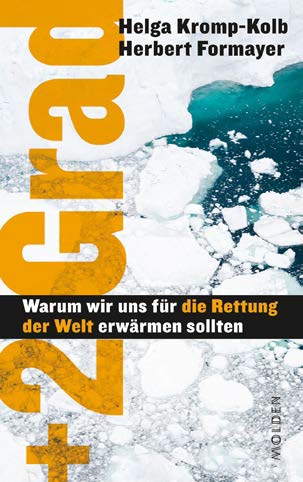 Helga Kromp-Kolb
Herbert Formayer
+2 Grad
Warum wir uns für die Rettung
der Welt erwärmen sollten
MOLDEN